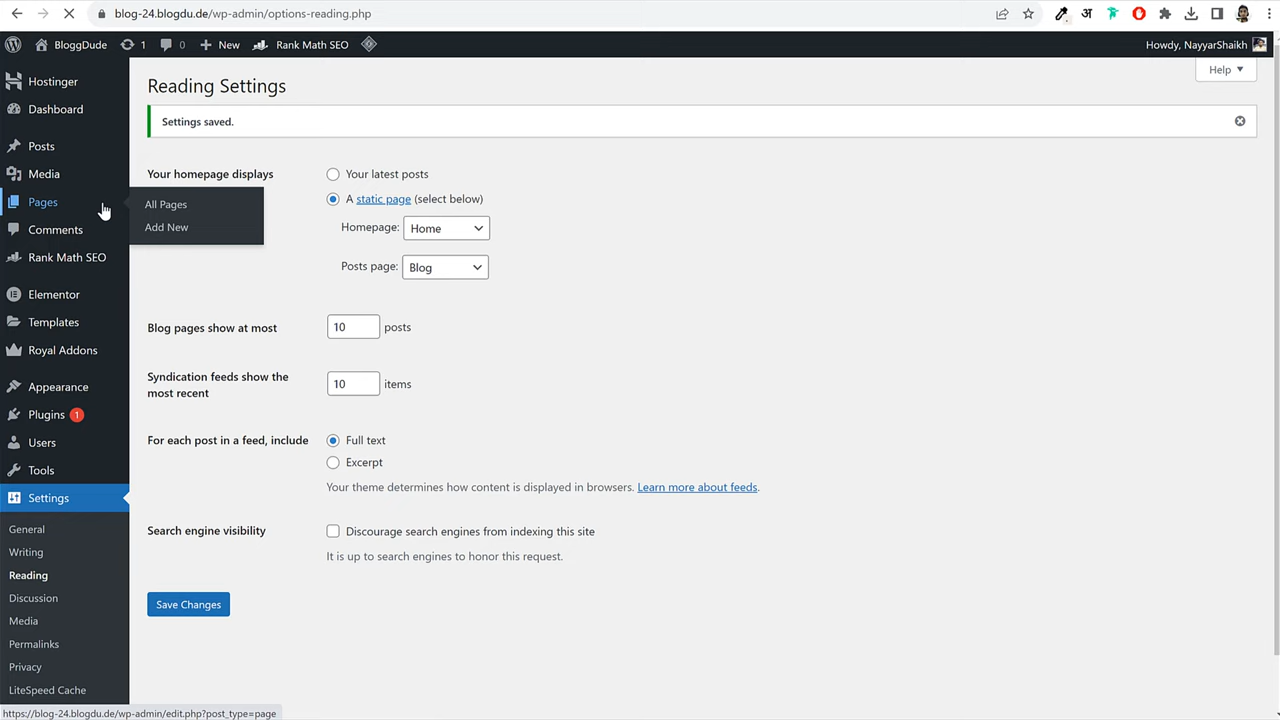 blog-24.blogdu.de/wp-admin/options-reading.php
अ
BloggDude 1 0 New Rank Math SEO
Howdy, NayyarShaikh
Hostinger
Dashboard
Posts
Media
Pages
Comments
Rank Math SEO
Elementor
Templates
Royal Addons
Appearance
Plugins 1
Users
Tools
Settings
General
Writing
Reading
Discussion
Media
Permalinks
Privacy
LiteSpeed Cache
All Pages
Add New
Help
Reading Settings
Settings saved.
Your homepage displays
Your latest posts
A static page (select below)
Homepage: Home
Posts page: Blog
Blog pages show at most 10 posts
Syndication feeds show the
most recent
10 items
For each post in a feed, include
Full text
Excerpt
Your theme determines how content is displayed in browsers. Learn more about feeds.
Search engine visibility
Discourage search engines from indexing this site
It is up to search engines to honor this request.
Save Changes
https://blog-24.blogdu.de/wp-admin/edit.php?post_type=page